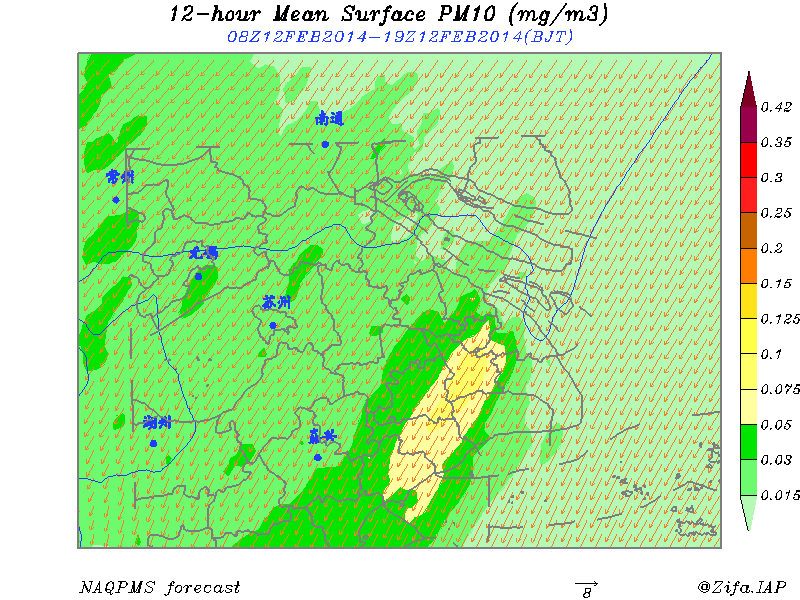 12-hour Mean Surface PM10 (mg/m3)
08Z12FEB2014-19Z12FEB2014(BJT)
南通
常州
无锡
苏州
湖州
嘉兴
0.42
0.35
0.3
0.25
0.2
0.15
0.125
0.1
0.075
0.05
0.03
0.015
NAQPMS forecast
8
@Zifa.IAP